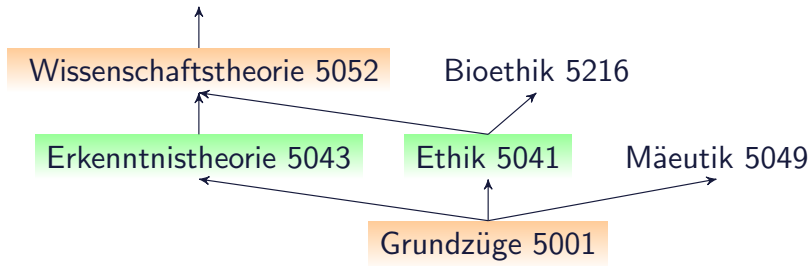 Wissenschaftstheorie 5052
Bioethik 5216
Erkenntnistheorie 5043
Ethik 5041
Mäeutik 5049
Grundzüge 5001